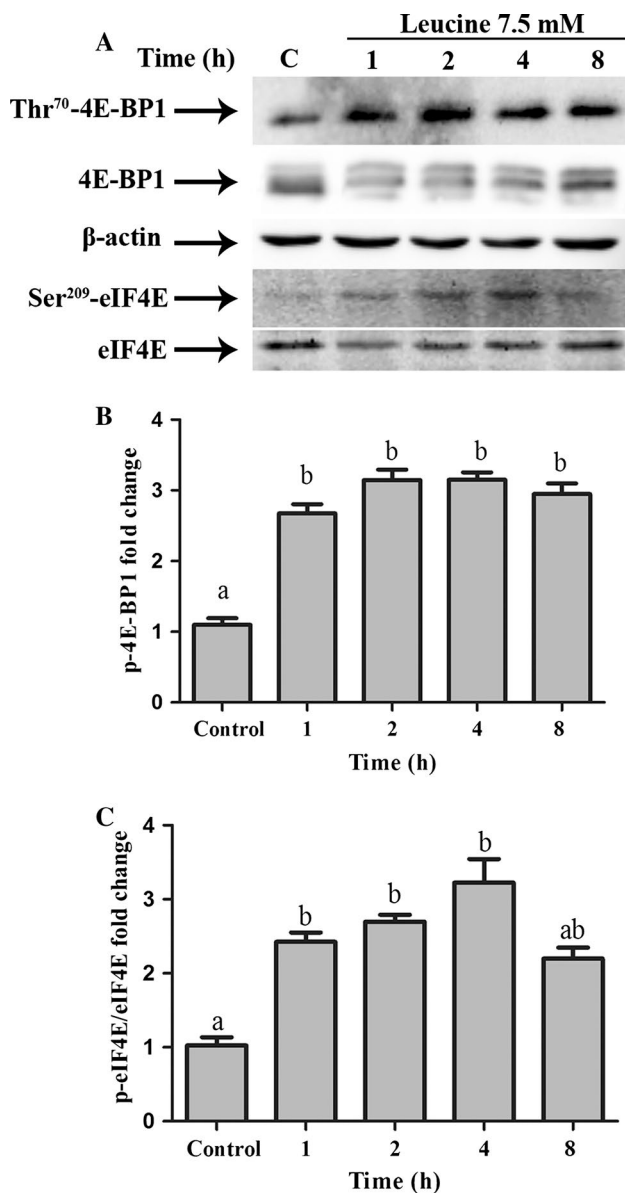 A
Leucine 7.5 mM
Time (h) C 1 2 4 8
Thr⁷⁰-4E-BP1
4E-BP1
β-actin
Ser²⁰⁹-eIF4E
eIF4E
B
p-4E-BP1 fold change
4
3
2
1
0
a
b
b
b
b
Control 1 2 4 8
Time (h)
C
p-eIF4E/eIF4E fold change
4
3
2
1
0
a
b
b
b
ab
Control 1 2 4 8
Time (h)